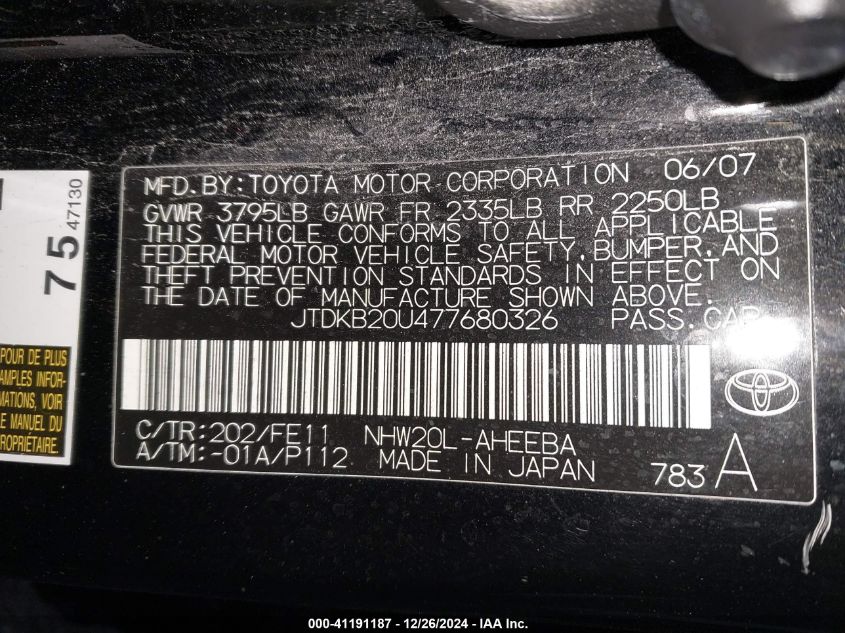 MFD. BY: TOYOTA MOTOR CORPORATION 06/07
GVWR 3795LB GAWR FR 2335LB RR 2250LB
THIS VEHICLE CONFORMS TO ALL APPLICABLE
FEDERAL MOTOR VEHICLE SAFETY, BUMPER, AND
THEFT PREVENTION STANDARDS IN EFFECT ON
THE DATE OF MANUFACTURE SHOWN ABOVE.
JTDKB20U477680326 PASS. CAR
C/TR: 202/FE11 NHW20L-AHEEBA
A/TM: -01A/P112 MADE IN JAPAN 783 A
75 47130
POUR DE PLUS
AMPLES INFOR-
MATIONS, VOIR
LE MANUEL DU
PROPRIÉTAIRE.
000-41191187 - 12/26/2024 - IAA Inc.